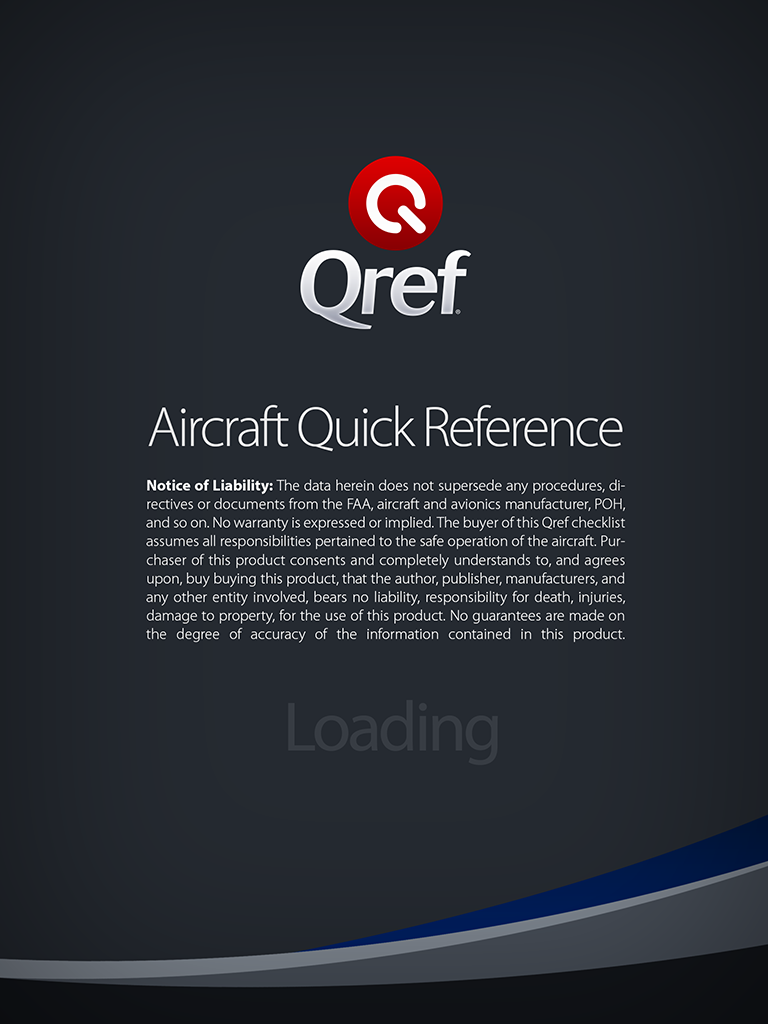 Qref
Aircraft Quick Reference
Notice of Liability: The data herein does not supersede any procedures, di-
rectives or documents from the FAA, aircraft and avionics manufacturer, POH,
and so on. No warranty is expressed or implied. The buyer of this Qref checklist
assumes all responsibilities pertained to the safe operation of the aircraft. Pur-
chaser of this product consents and completely understands to, and agrees
upon, buy buying this product, that the author, publisher, manufacturers, and
any other entity involved, bears no liability, responsibility for death, injuries,
damage to property, for the use of this product. No guarantees are made on
the degree of accuracy of the information contained in this product.
Loading